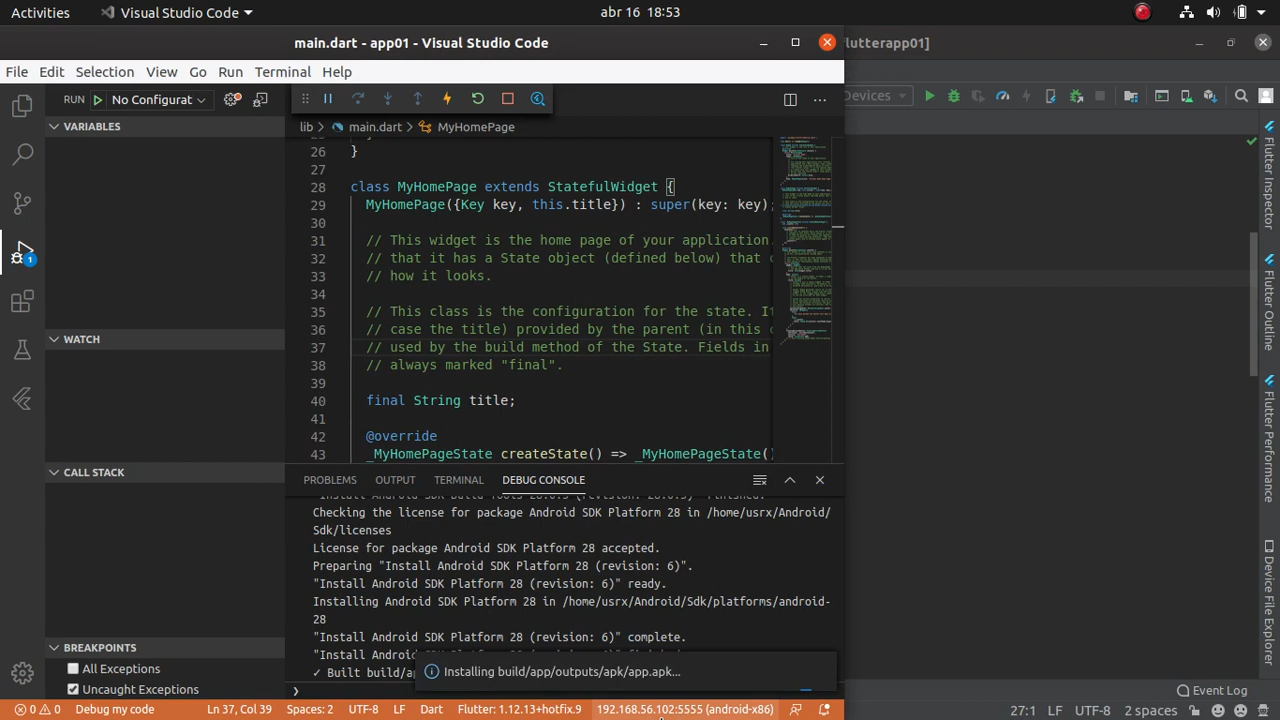 Activities
Visual Studio Code
abr 16 18:53
main.dart - app01 - Visual Studio Code
flutterapp01]
File Edit Selection View Go Run Terminal Help
RUN No Configurat
Devices
VARIABLES
lib main.dart MyHomePage
26 }
27
28 class MyHomePage extends StatefulWidget {
29 MyHomePage({Key key, this.title}) : super(key: key);
30
31 // This widget is the home page of your application.
32 // that it has a State object (defined below) that c
33 // how it looks.
34
35 // This class is the configuration for the state. It
36 // case the title) provided by the parent (in this c
37 // used by the build method of the State. Fields in
38 // always marked "final".
39
40 final String title;
41
42 @override
43 _MyHomePageState createState() => _MyHomePageState()
WATCH
CALL STACK
BREAKPOINTS
All Exceptions
Uncaught Exceptions
1
PROBLEMS OUTPUT TERMINAL DEBUG CONSOLE
Checking the license for package Android SDK Platform 28 in /home/usrx/Android/
Sdk/licenses
License for package Android SDK Platform 28 accepted.
Preparing "Install Android SDK Platform 28 (revision: 6)".
"Install Android SDK Platform 28 (revision: 6)" ready.
Installing Android SDK Platform 28 in /home/usrx/Android/Sdk/platforms/android-
28
"Install Android SDK Platform 28 (revision: 6)" complete.
✓ Built build/a
Installing build/app/outputs/apk/app.apk...
Flutter Inspector
Flutter Outline
Flutter Performance
Device File Explorer
Event Log
0 0 Debug my code Ln 37, Col 39 Spaces: 2 UTF-8 LF Dart Flutter: 1.12.13+hotfix.9 192.168.56.102:5555 (android-x86)
27:1 LF UTF-8 2 spaces